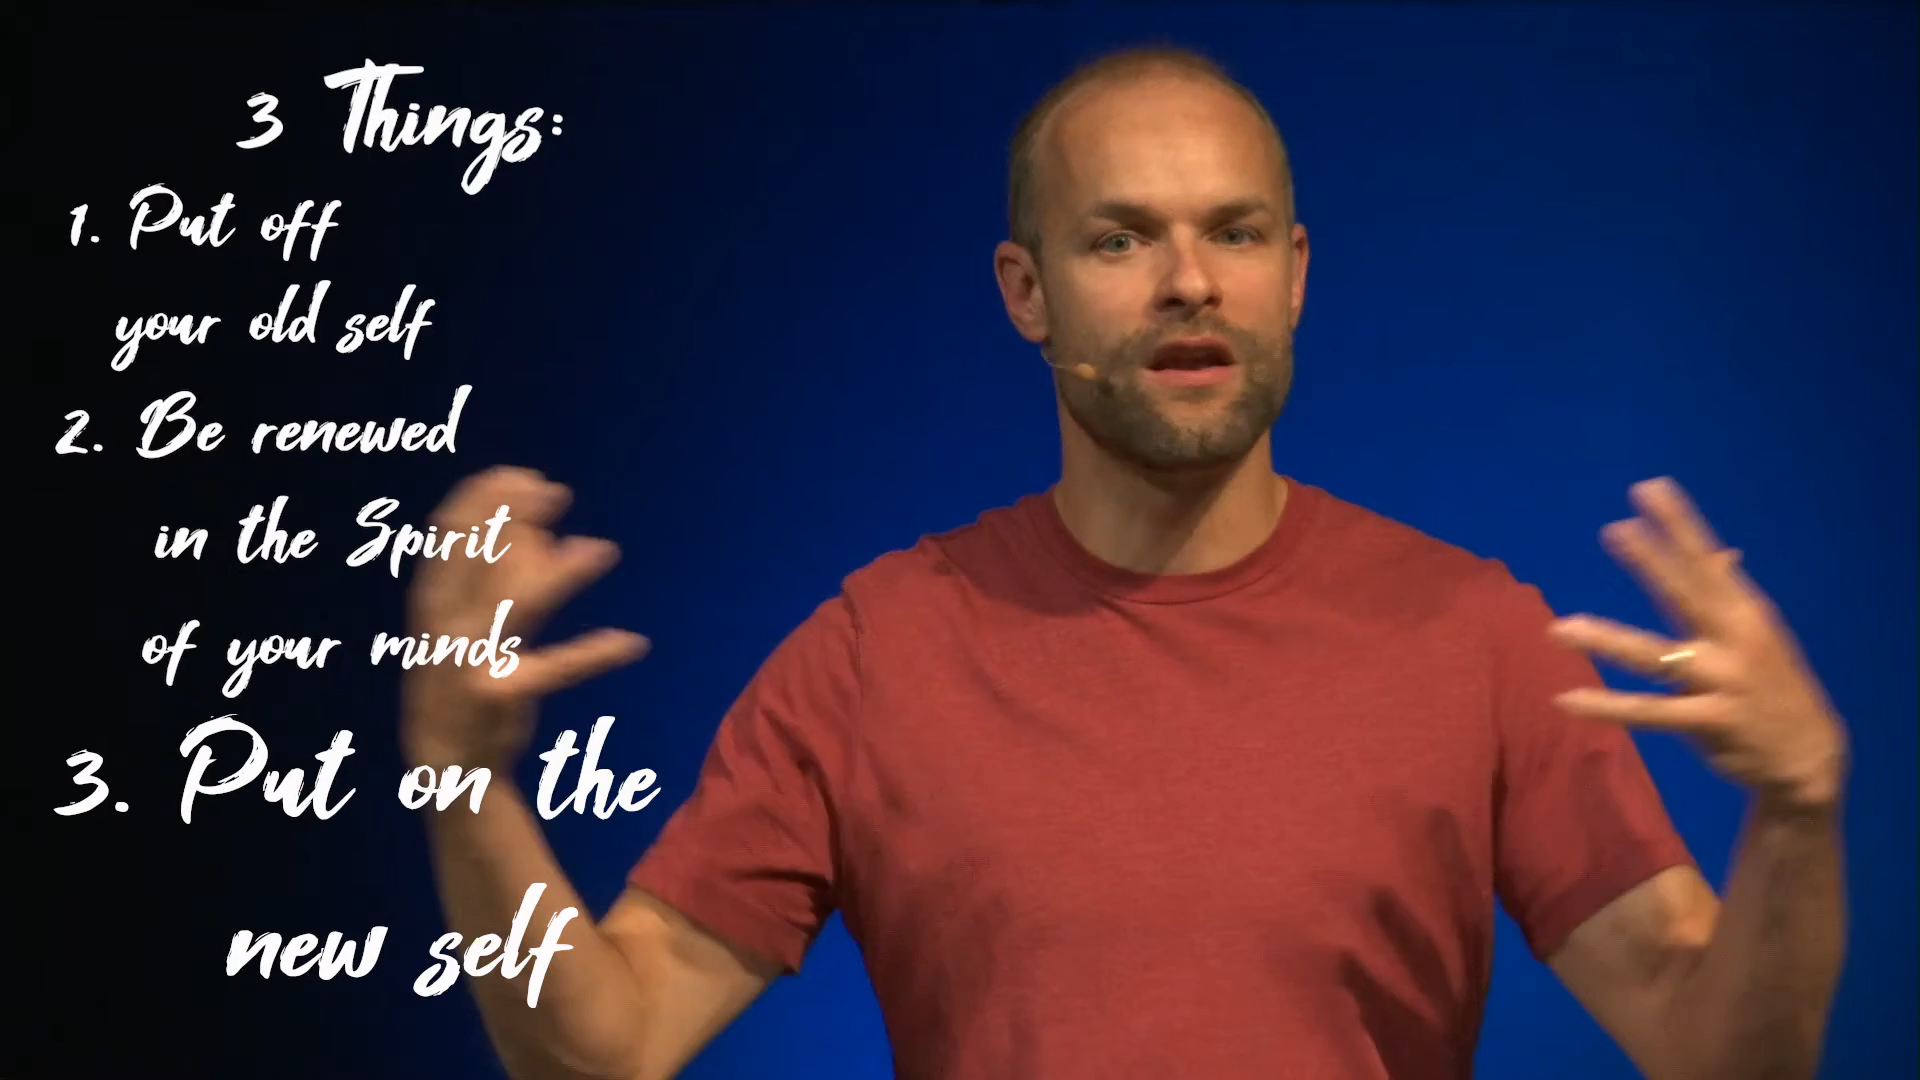 3 Things:
1. Put off
your old self
2. Be renewed
in the Spirit
of your minds
3. Put on the
new self